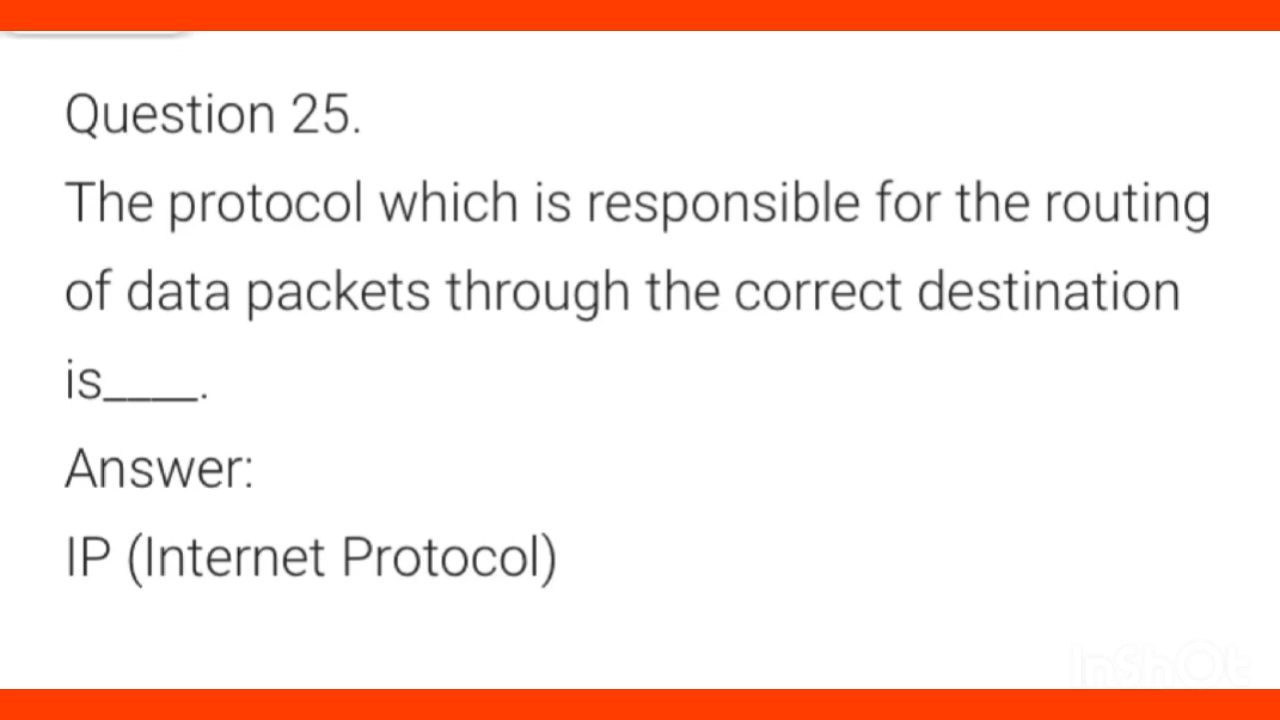 Question 25.
The protocol which is responsible for the routing
of data packets through the correct destination
is____.
Answer:
IP (Internet Protocol)
InShOt